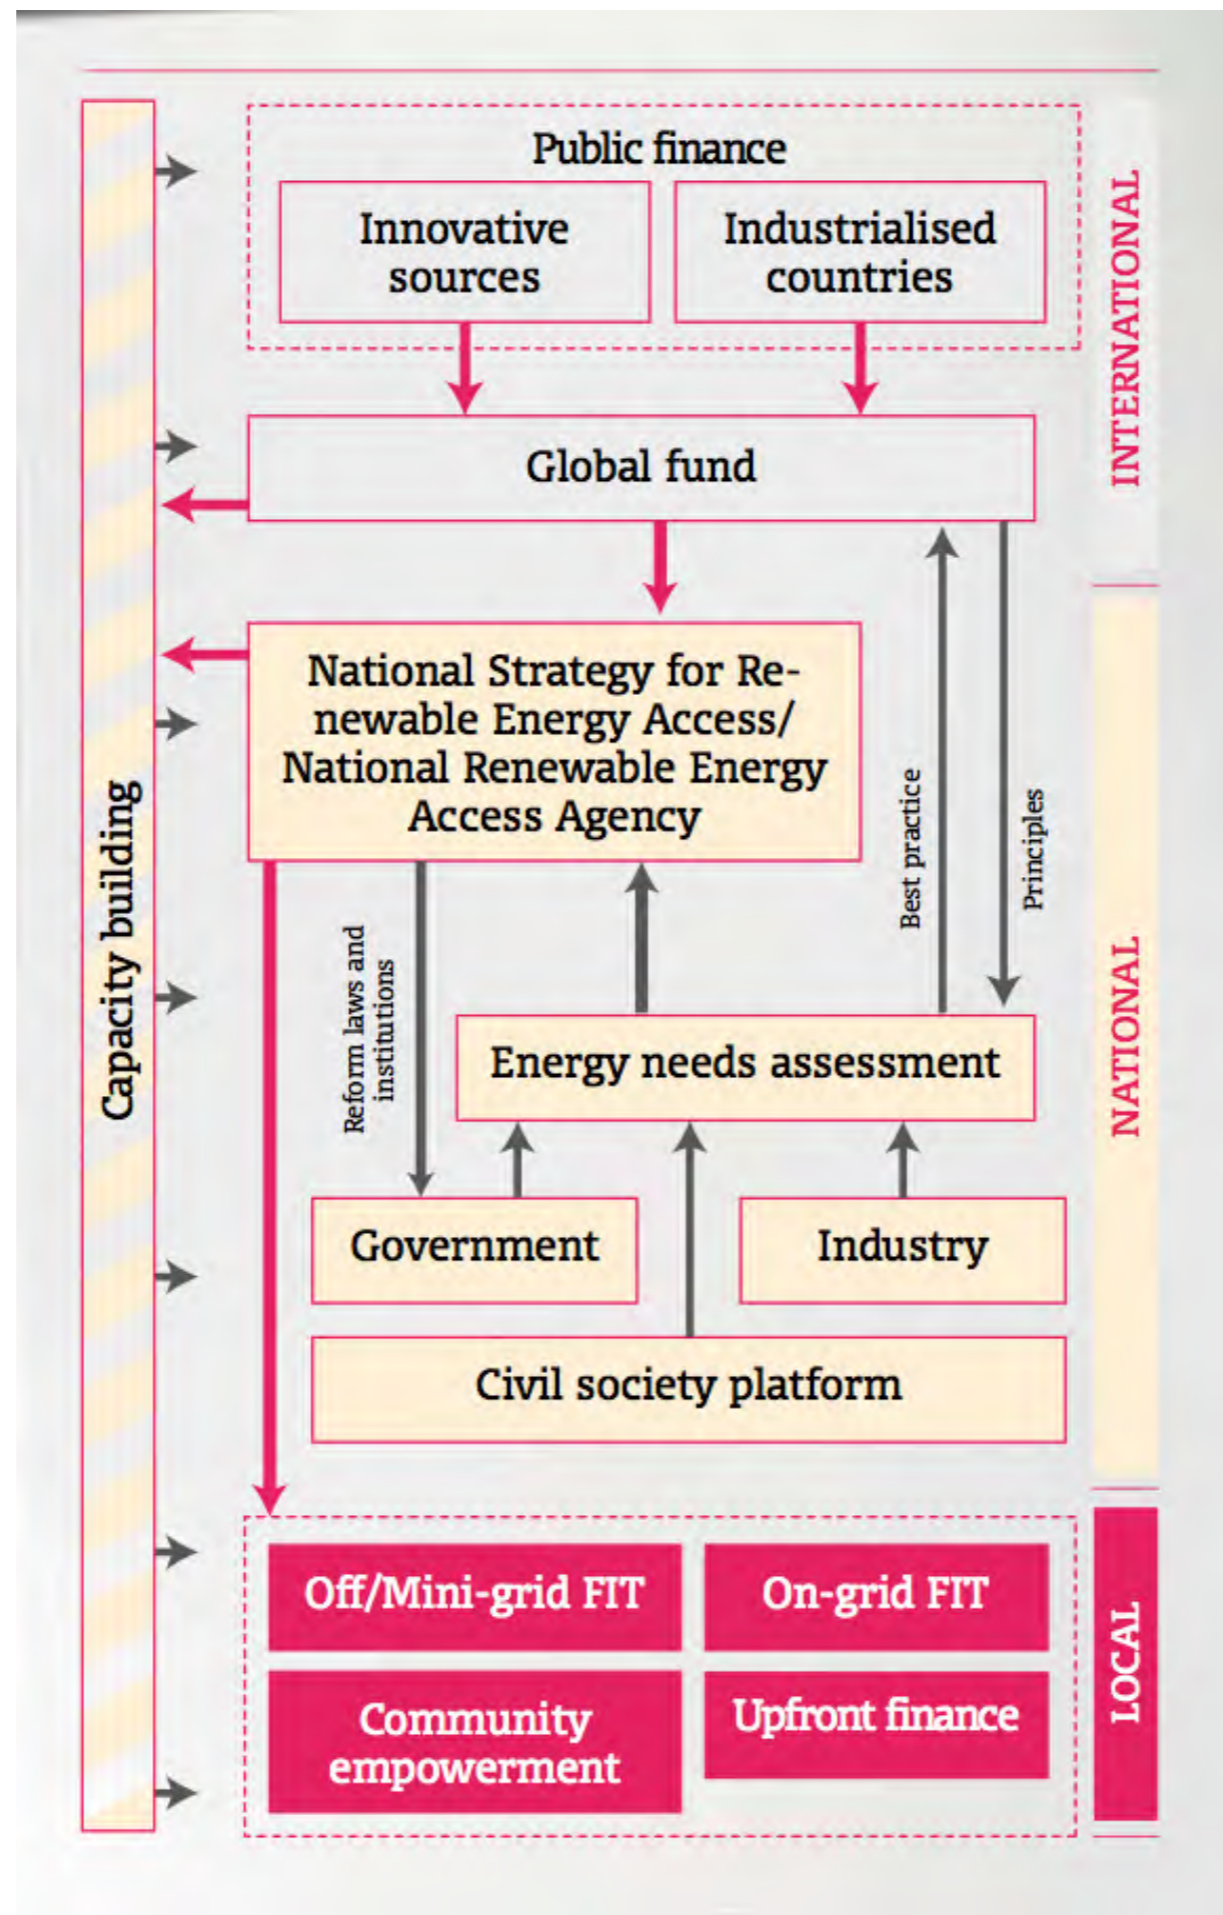 Public finance
Innovative
sources
Industrialised
countries
INTERNATIONAL
Global fund
National Strategy for Re-
newable Energy Access/
National Renewable Energy
Access Agency
Capacity building
Best practice
Principles
Reform laws and
institutions
NATIONAL
Energy needs assessment
Government
Industry
Civil society platform
Off/Mini-grid FIT
On-grid FIT
Community
empowerment
Upfront finance
LOCAL